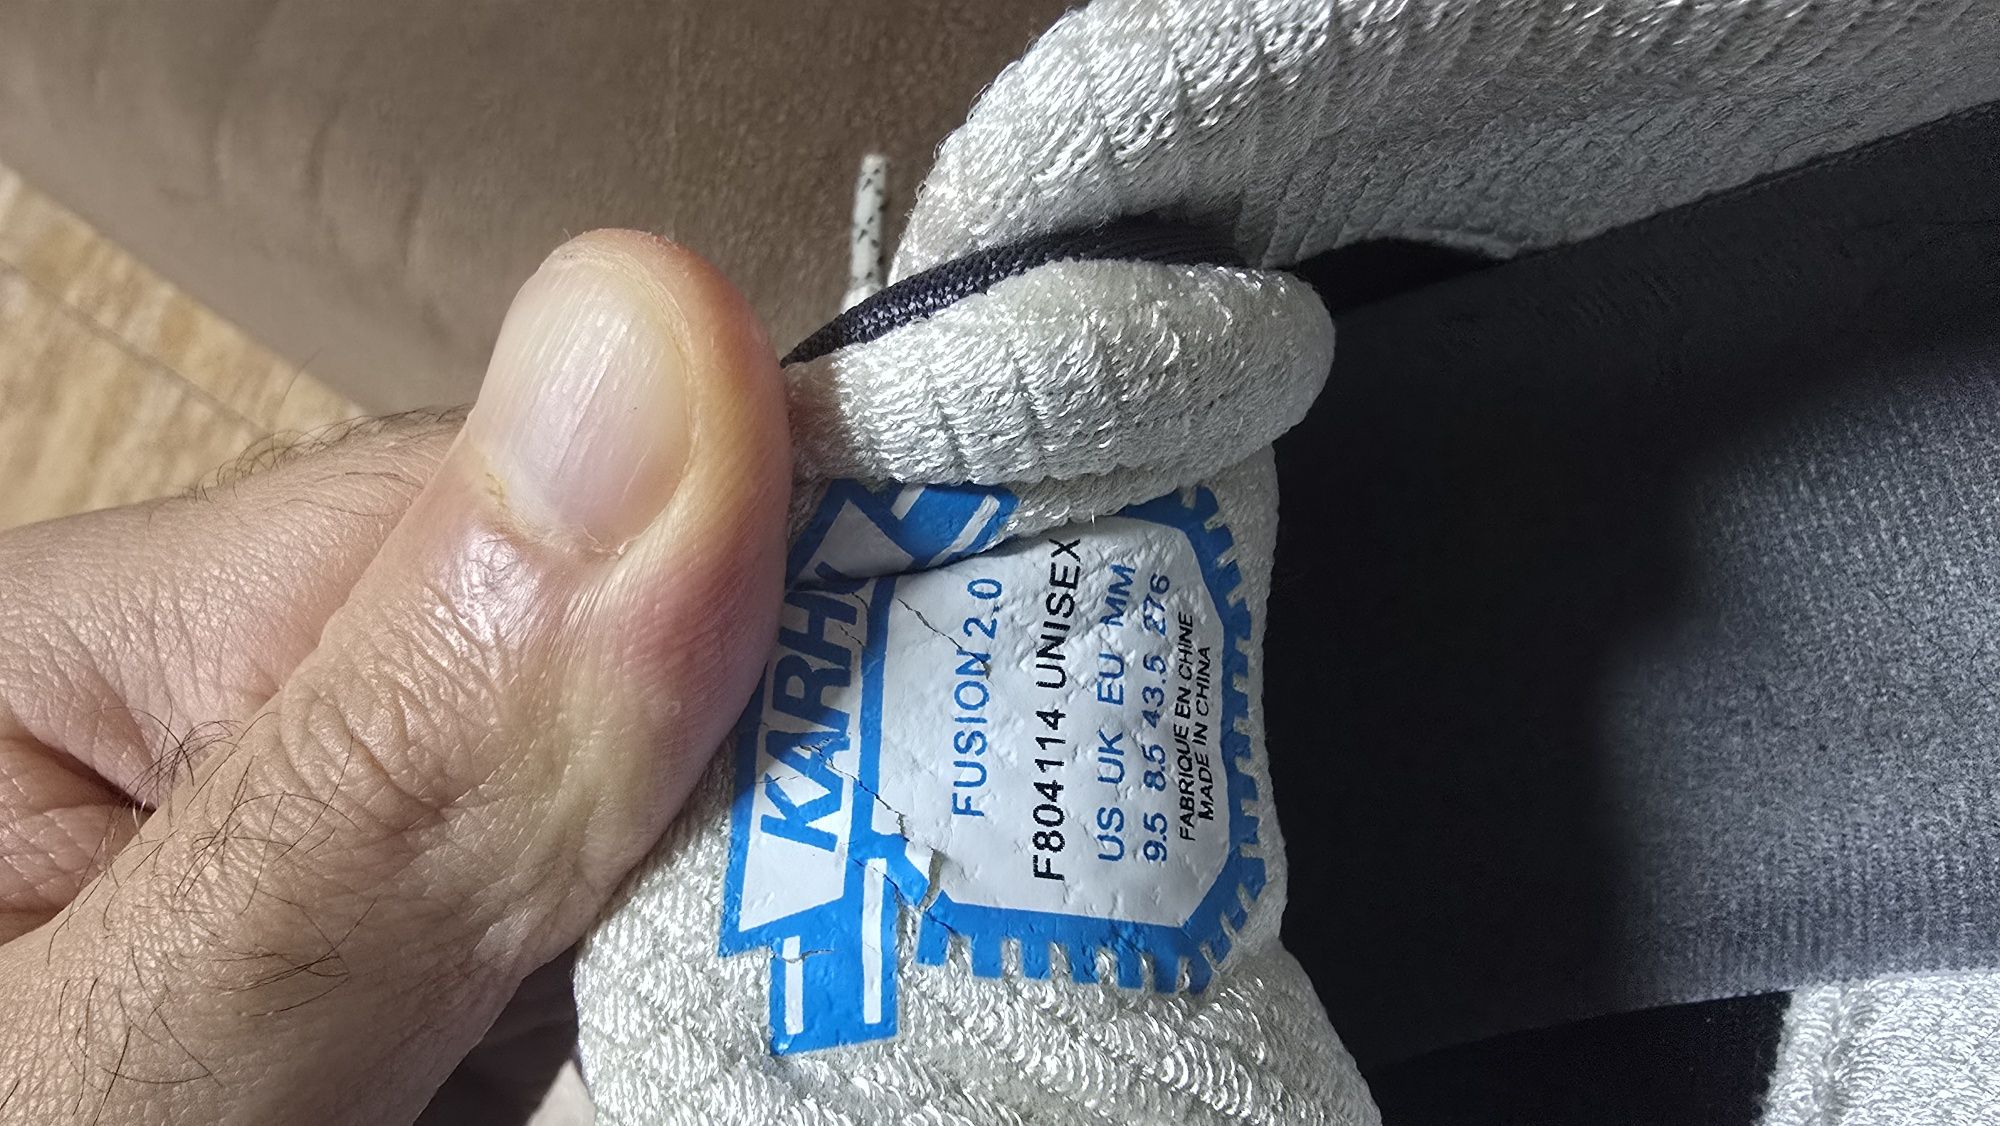 KARHU
FUSION 2.0
F804114 UNISEX
US UK EU MM
9.5 8.5 43.5 276
FABRIQUE EN CHINE
MADE IN CHINA